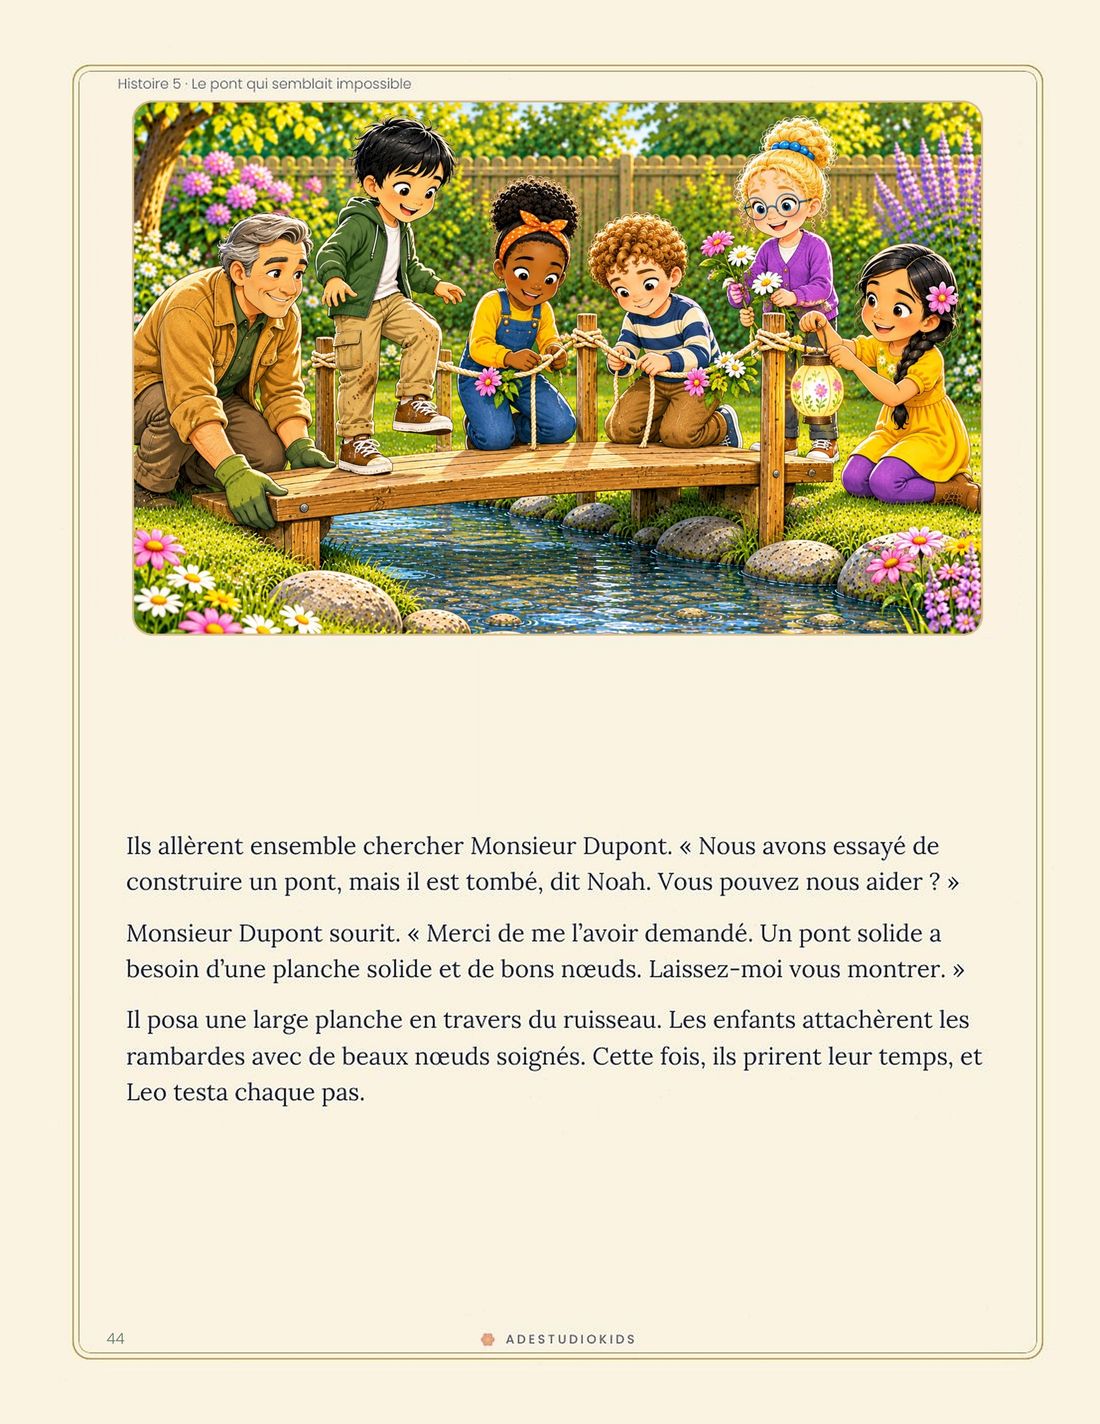 Histoire 5 · Le pont qui semblait impossible
Ils allèrent ensemble chercher Monsieur Dupont. « Nous avons essayé de
construire un pont, mais il est tombé, dit Noah. Vous pouvez nous aider ? »
Monsieur Dupont sourit. « Merci de me l’avoir demandé. Un pont solide a
besoin d’une planche solide et de bons nœuds. Laissez-moi vous montrer. »
Il posa une large planche en travers du ruisseau. Les enfants attachèrent les
rambardes avec de beaux nœuds soignés. Cette fois, ils prirent leur temps, et
Leo testa chaque pas.
44
ADESTUDIOKIDS